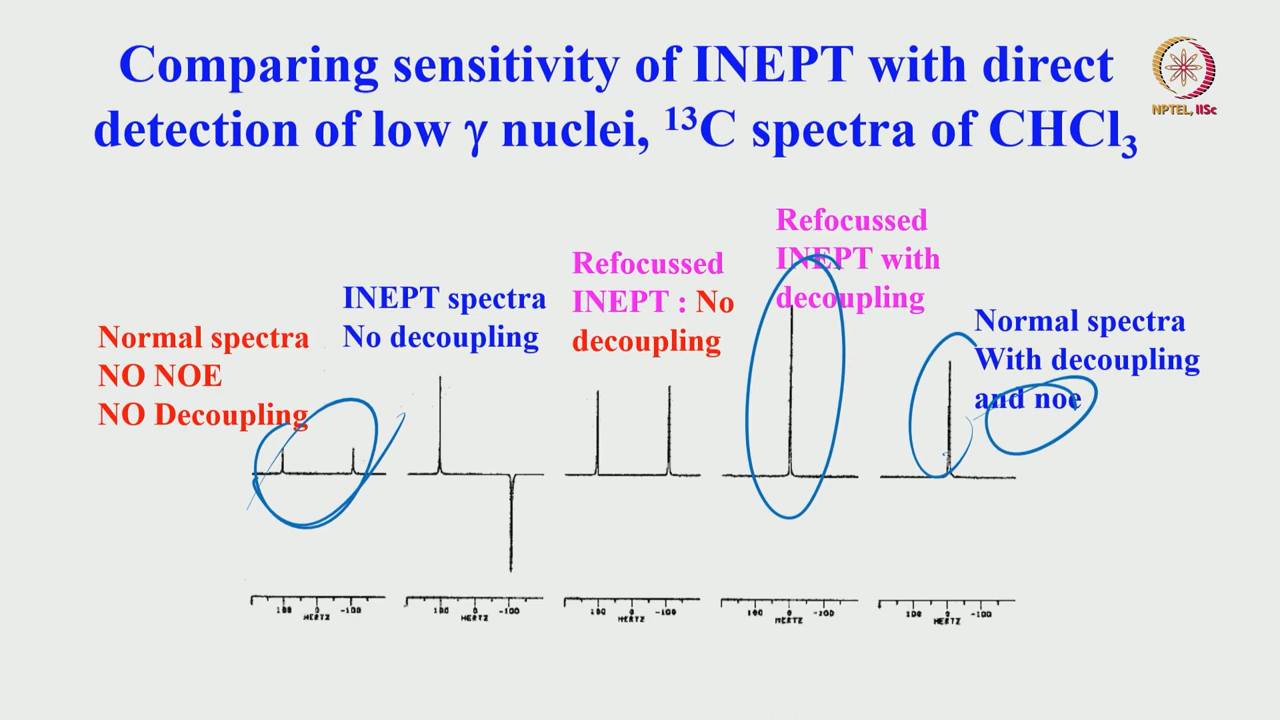 Comparing sensitivity of INEPT with direct
detection of low γ nuclei, ¹³C spectra of CHCl₃
NPTEL, IISc
Refocussed
INEPT with
decoupling
Refocussed
INEPT : No
decoupling
INEPT spectra
No decoupling
Normal spectra
NO NOE
NO Decoupling
Normal spectra
With decoupling
and noe
100 0 -100
HERTZ
100 0 -100
HERTZ
100 0 -100
HERTZ
100 0 -200
HERTZ
100 0 -100
HERTZ